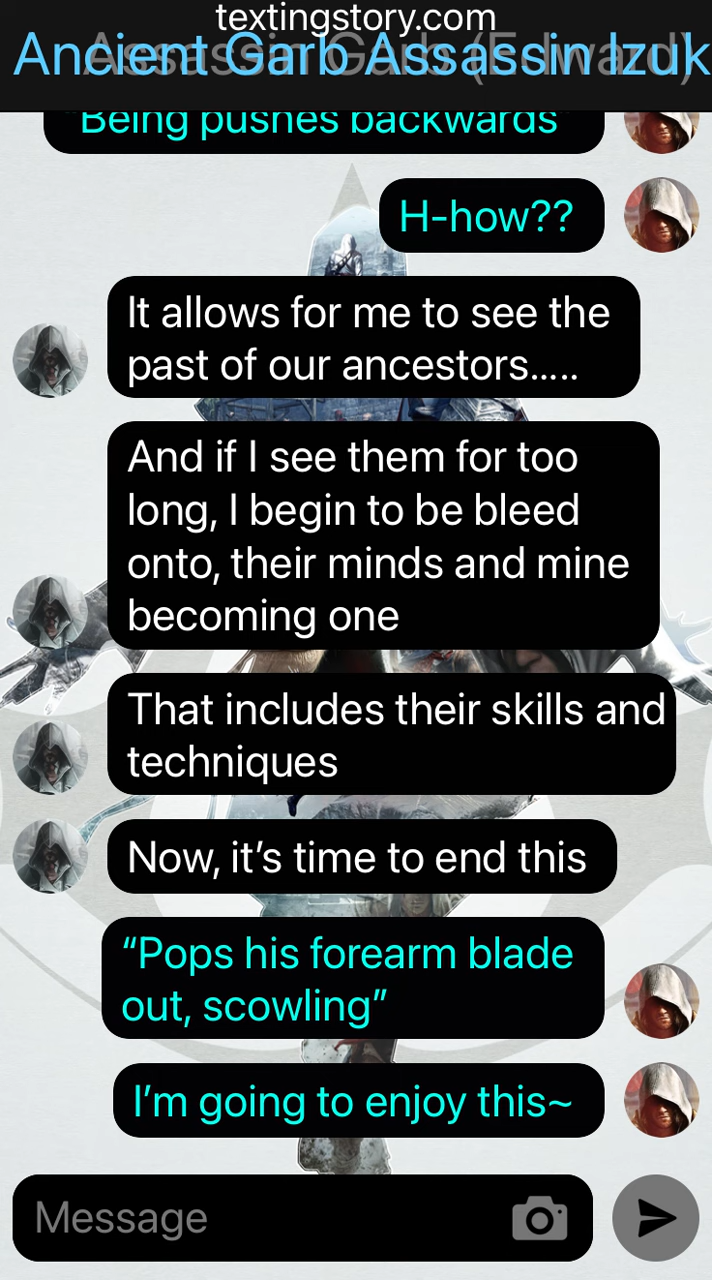 textingstory.com
Ancient Garb Assassin Izuk
Assassin Garb (Edward)
“Being pushes backwards”
H-how??
It allows for me to see the
past of our ancestors.....
And if I see them for too
long, I begin to be bleed
onto, their minds and mine
becoming one
That includes their skills and
techniques
Now, it’s time to end this
“Pops his forearm blade
out, scowling”
I’m going to enjoy this~
Message